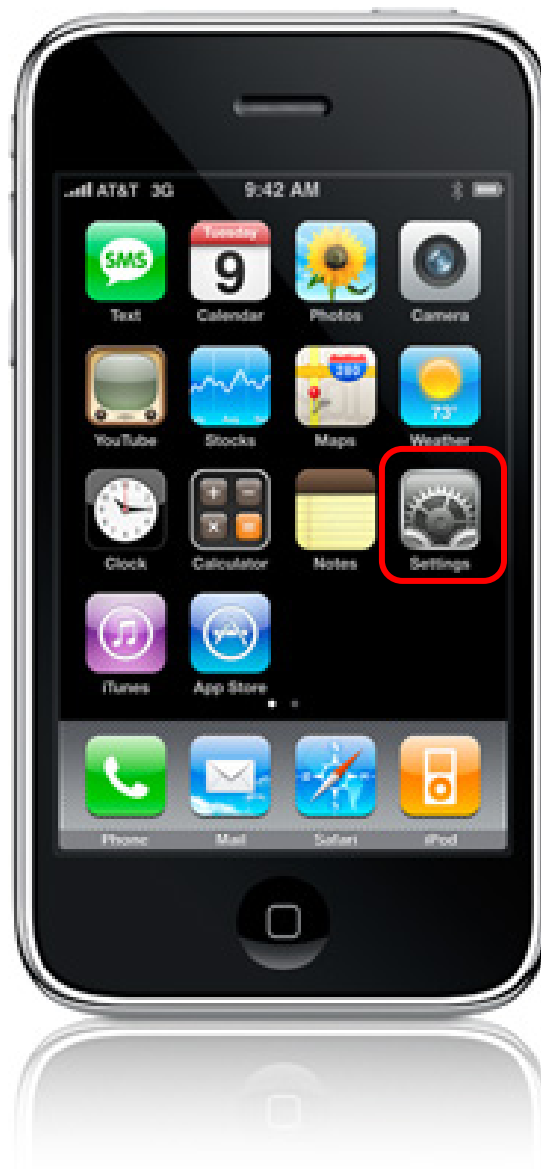 AT&T 3G 9:42 AM
SMS Tuesday 9
Text Calendar Photos Camera
280 73°
YouTube Stocks Maps Weather
Clock Calculator Notes Settings
iTunes App Store
Phone Mail Safari iPod